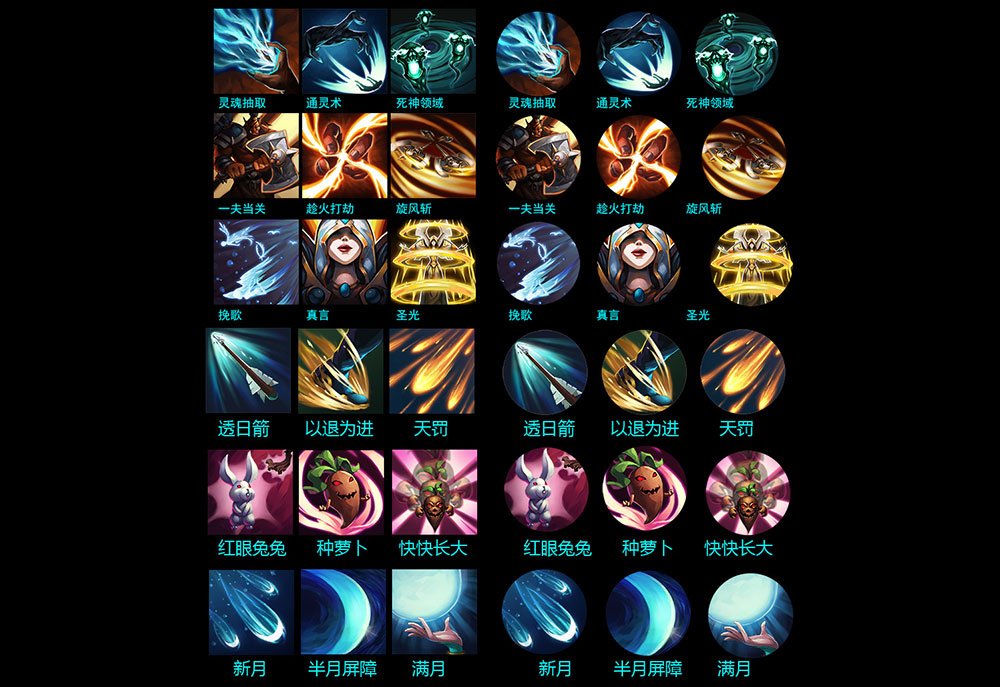 灵魂抽取 通灵术 死神领域 灵魂抽取 通灵术 死神领域
一夫当关 趁火打劫 旋风斩 一夫当关 趁火打劫 旋风斩
挽歌 真言 圣光 挽歌 真言 圣光
透日箭 以退为进 天罚 透日箭 以退为进 天罚
红眼兔兔 种萝卜 快快长大 红眼兔兔 种萝卜 快快长大
新月 半月屏障 满月 新月 半月屏障 满月